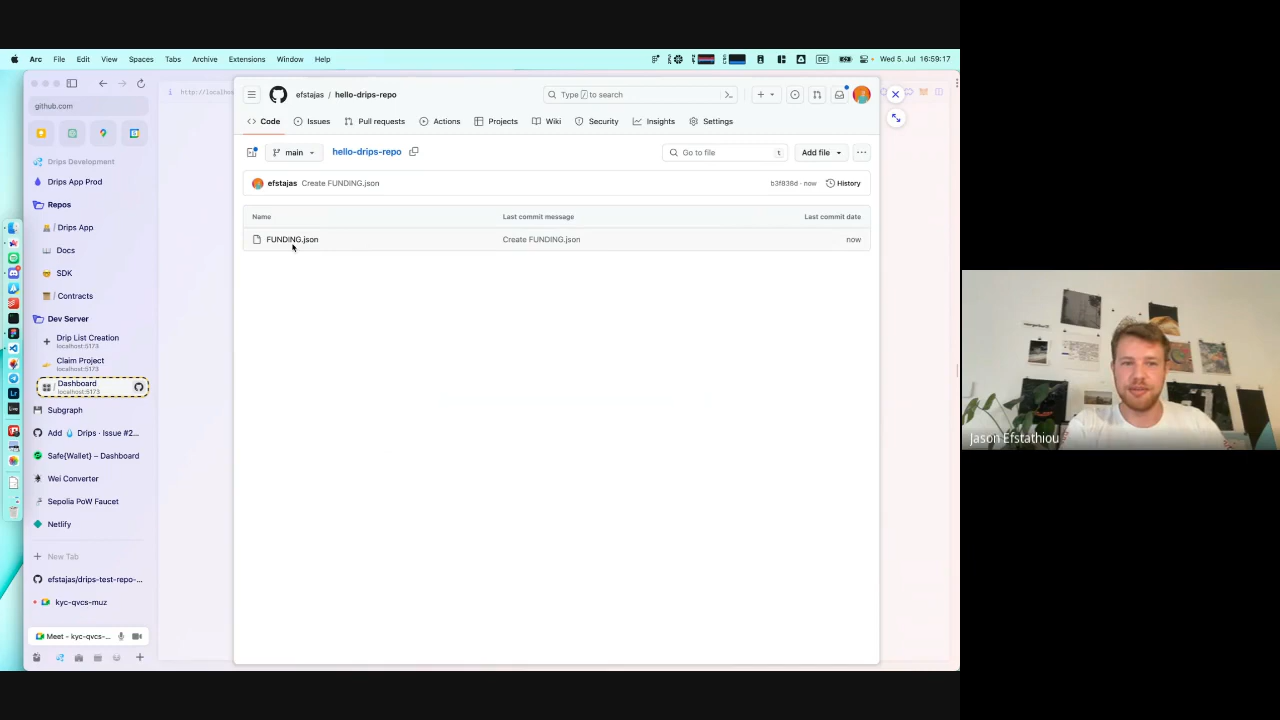 Arc File Edit View Spaces Tabs Archive Extensions Window Help
DE Wed 5. Jul 16:59:17
github.com
http://localhos
efstajas / hello-drips-repo
Type / to search
Code Issues Pull requests Actions Projects Wiki Security Insights Settings
main hello-drips-repo Go to file t Add file
efstajas Create FUNDING.json b3f838d · now History
Name Last commit message Last commit date
FUNDING.json Create FUNDING.json now
Drips Development
Drips App Prod
Repos
/ Drips App
Docs
SDK
/ Contracts
Dev Server
Drip List Creation
localhost:5173
Claim Project
localhost:5173
/ Dashboard
localhost:5173
Subgraph
Add 💧 Drips · Issue #2...
Safe{Wallet} – Dashboard
Wei Converter
Sepolia PoW Faucet
Netlify
New Tab
efstajas/drips-test-repo-...
kyc-qvcs-muz
Meet – kyc-qvcs-...
Jason Efstathiou